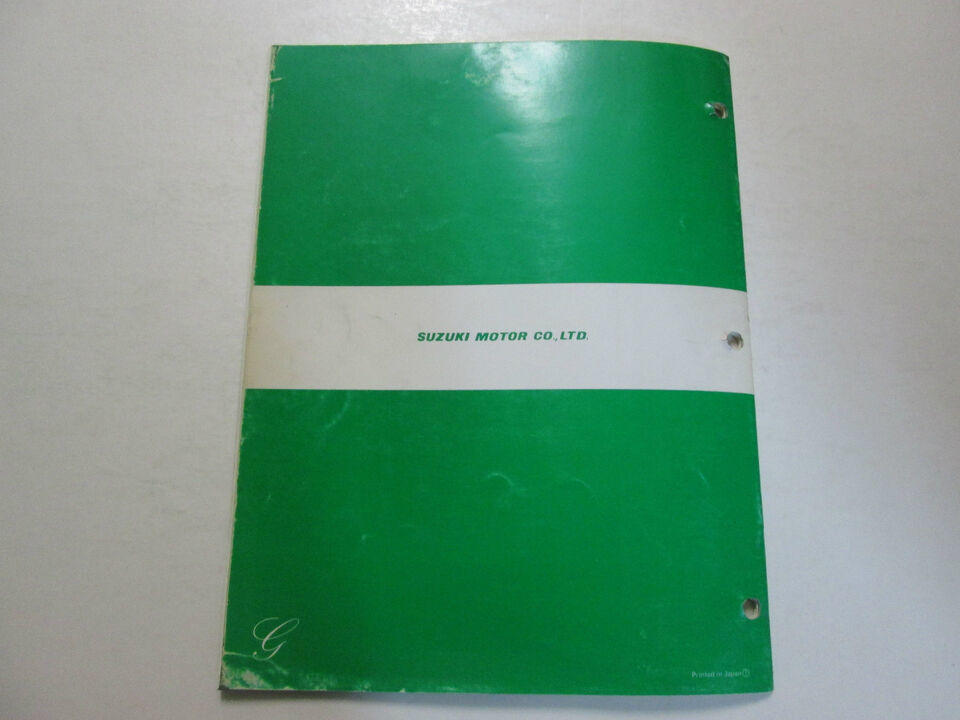 SUZUKI MOTOR CO.,LTD.
G
Printed in Japan